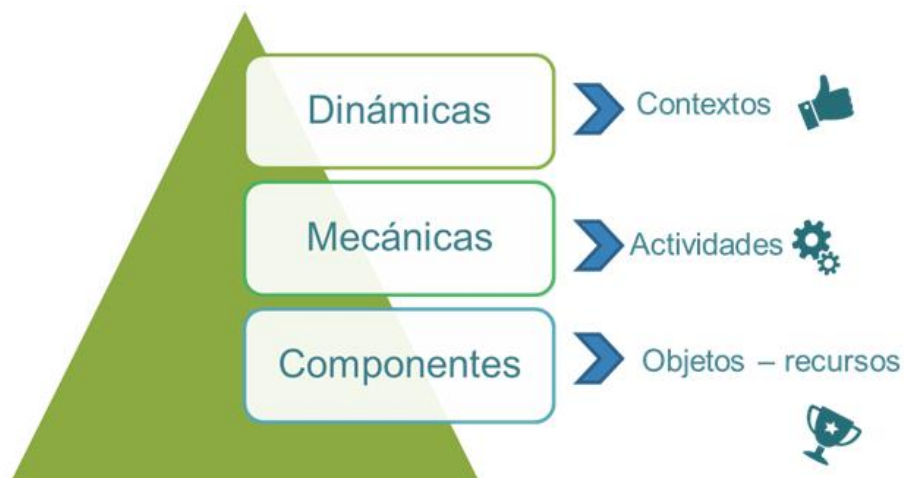 Dinámicas
Contextos
Mecánicas
Actividades
Componentes
Objetos – recursos